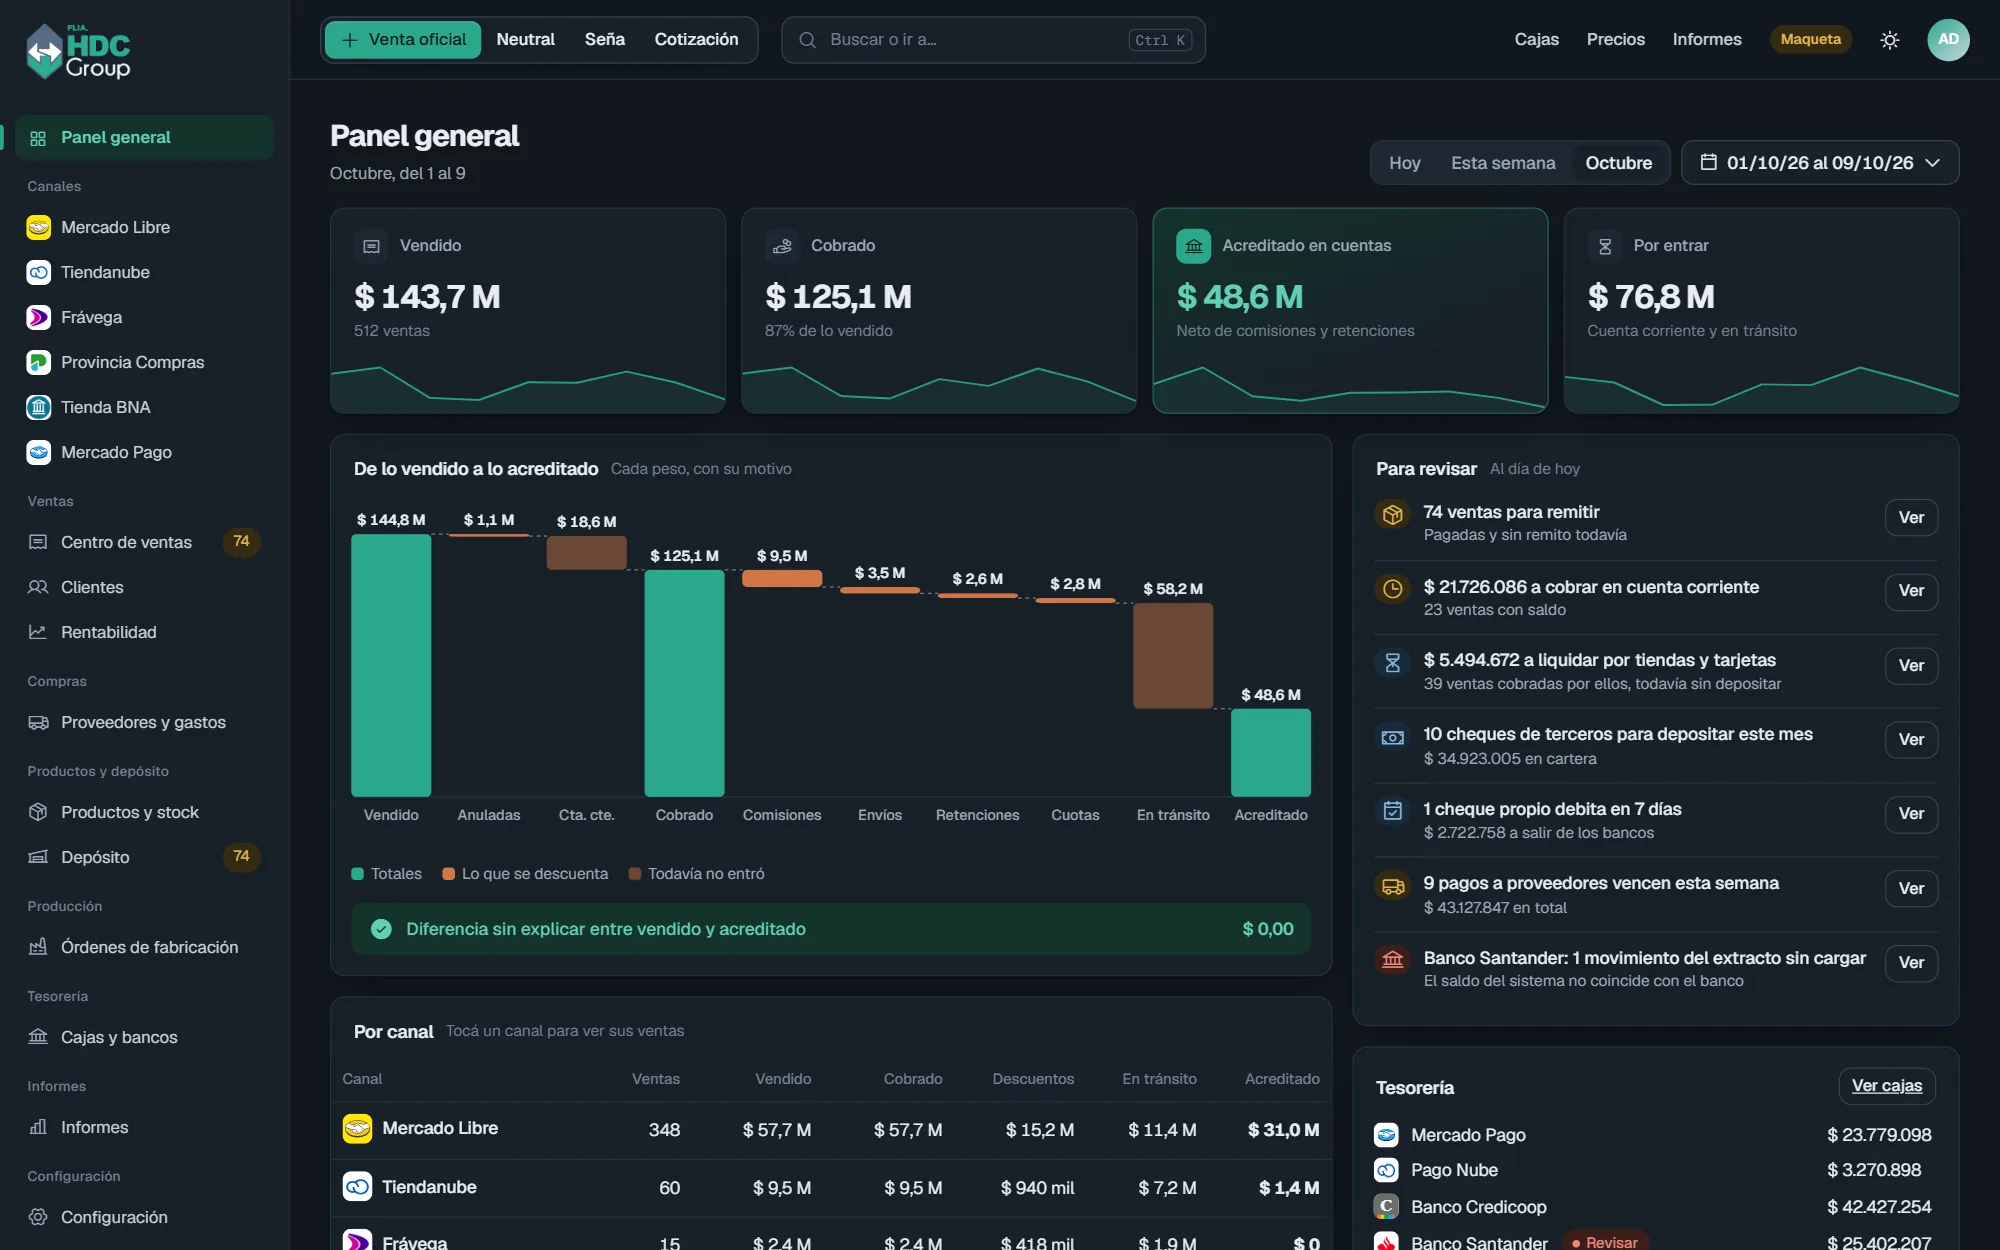 FLIA.
HDC
Group
Venta oficial
Neutral
Seña
Cotización
Buscar o ir a...
Ctrl K
Cajas
Precios
Informes
Maqueta
AD
Panel general
Canales
Mercado Libre
Tiendanube
Frávega
Provincia Compras
Tienda BNA
Mercado Pago
Ventas
Centro de ventas 74
Clientes
Rentabilidad
Compras
Proveedores y gastos
Productos y depósito
Productos y stock
Depósito 74
Producción
Órdenes de fabricación
Tesorería
Cajas y bancos
Informes
Informes
Configuración
Configuración
Panel general
Octubre, del 1 al 9
Hoy
Esta semana
Octubre
01/10/26 al 09/10/26
Vendido
$ 143,7 M
512 ventas
Cobrado
$ 125,1 M
87% de lo vendido
Acreditado en cuentas
$ 48,6 M
Neto de comisiones y retenciones
Por entrar
$ 76,8 M
Cuenta corriente y en tránsito
De lo vendido a lo acreditado Cada peso, con su motivo
$ 144,8 M $ 1,1 M $ 18,6 M $ 125,1 M $ 9,5 M $ 3,5 M $ 2,6 M $ 2,8 M $ 58,2 M $ 48,6 M
Vendido Anuladas Cta. cte. Cobrado Comisiones Envíos Retenciones Cuotas En tránsito Acreditado
Totales Lo que se descuenta Todavía no entró
Diferencia sin explicar entre vendido y acreditado $ 0,00
Para revisar Al día de hoy
74 ventas para remitir
Pagadas y sin remito todavía
Ver
$ 21.726.086 a cobrar en cuenta corriente
23 ventas con saldo
Ver
$ 5.494.672 a liquidar por tiendas y tarjetas
39 ventas cobradas por ellos, todavía sin depositar
Ver
10 cheques de terceros para depositar este mes
$ 34.923.005 en cartera
Ver
1 cheque propio debita en 7 días
$ 2.722.758 a salir de los bancos
Ver
9 pagos a proveedores vencen esta semana
$ 43.127.847 en total
Ver
Banco Santander: 1 movimiento del extracto sin cargar
El saldo del sistema no coincide con el banco
Ver
Por canal Tocá un canal para ver sus ventas
Canal Ventas Vendido Cobrado Descuentos En tránsito Acreditado
Mercado Libre 348 $ 57,7 M $ 57,7 M $ 15,2 M $ 11,4 M $ 31,0 M
Tiendanube 60 $ 9,5 M $ 9,5 M $ 940 mil $ 7,2 M $ 1,4 M
Frávega 15 $ 2,4 M $ 2,4 M $ 418 mil $ 1,9 M $ 0
Tesorería
Ver cajas
Mercado Pago $ 23.779.098
Pago Nube $ 3.270.898
C
Banco Credicoop $ 42.427.254
Banco Santander Revisar $ 25.402.207